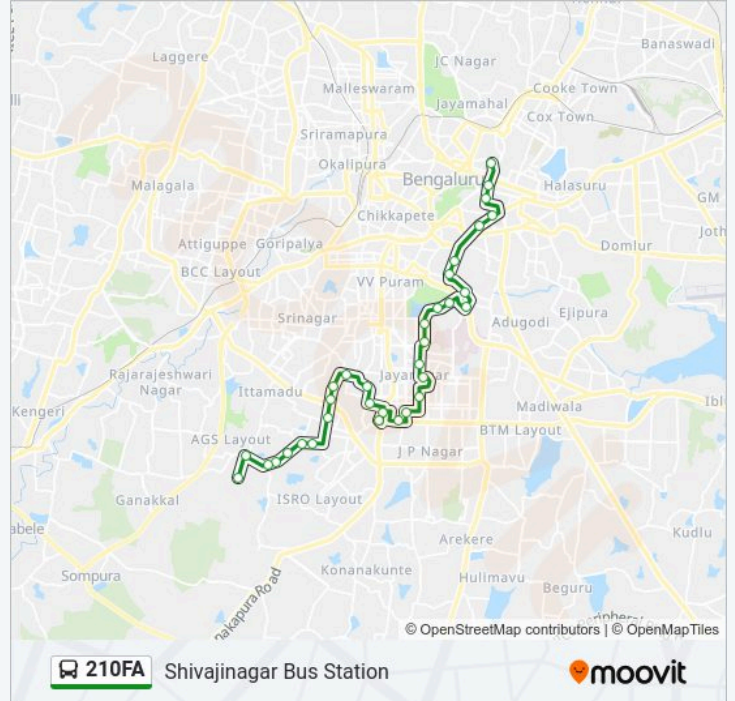 Laggere
Banaswadi
JC Nagar
Malleswaram
Cooke Town
Jayamahal
Cox Town
lli
Sriramapura
Okalipura
Malagala
Bengaluru
Halasuru
GM
Chikkapete
Joth
Attiguppe
Goripalya
Domlur
BCC Layout
VV Puram
Ejipura
Srinagar
Adugodi
Rajarajeshwari
Nagar
Ittamadu
Kengeri
Madiwala
Ibl
AGS Layout
BTM Layout
J P Nagar
Ganakkal
ISRO Layout
abele
Arekere
Kudlu
Sompura
Konanakunte
Hulimavu
Beguru
nakapura Road
© OpenStreetMap contributors | © OpenMapTiles
210FA Shivajinagar Bus Station
moovit